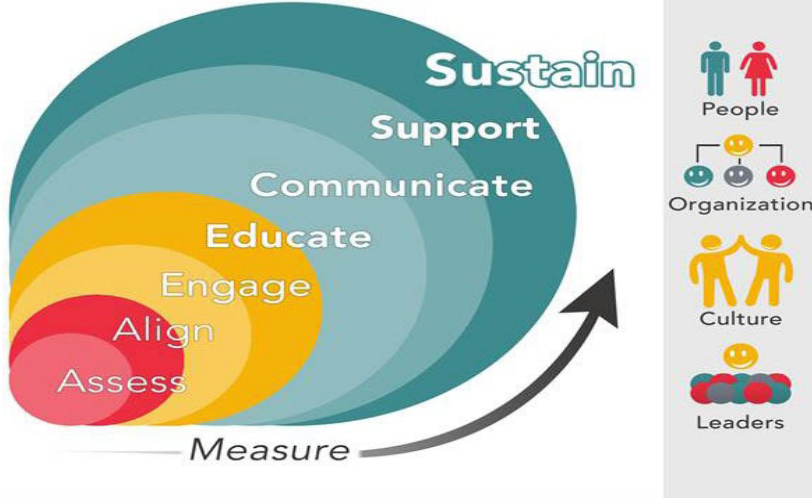 Sustain
Support
Communicate
Educate
Engage
Align
Assess
Measure
People
Organization
Culture
Leaders